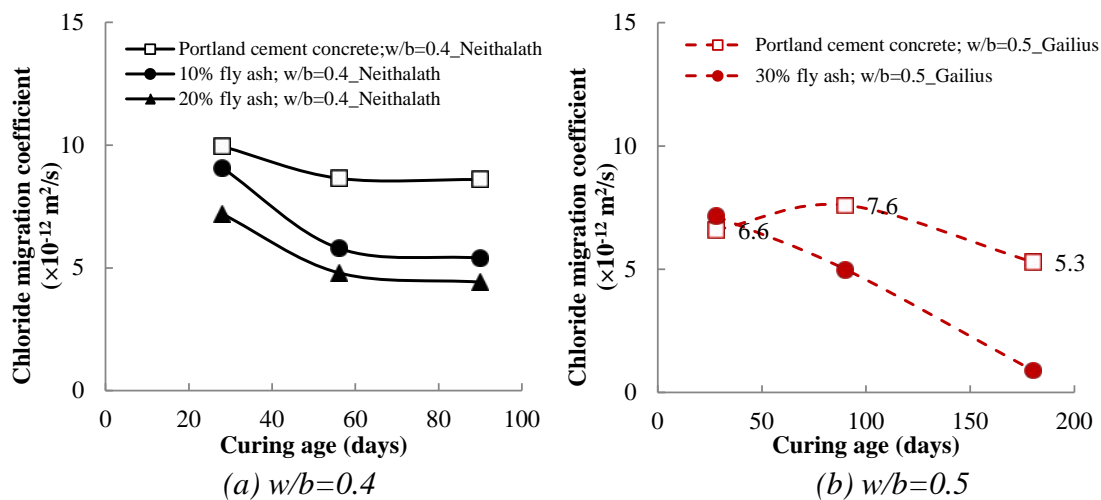 15
10
5
0
Chloride migration coefficient
(×10⁻¹² m²/s)
Portland cement concrete;w/b=0.4_Neithalath
10% fly ash; w/b=0.4_Neithalath
20% fly ash; w/b=0.4_Neithalath
0 20 40 60 80 100
Curing age (days)
(a) w/b=0.4
15
10
5
0
Chloride migration coefficient
(×10⁻¹² m²/s)
Portland cement concrete; w/b=0.5_Gailius
30% fly ash; w/b=0.5_Gailius
6.6
7.6
5.3
0 50 100 150 200
Curing age (days)
(b) w/b=0.5